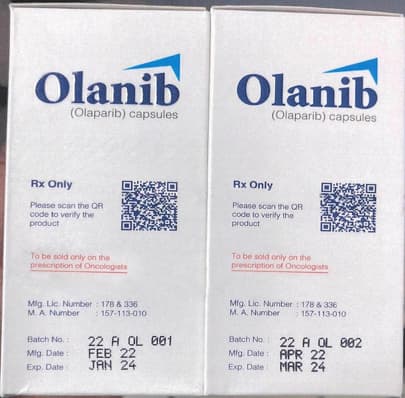 Olanib
(Olaparib) capsules
Rx Only
Please scan the QR
code to verify the
product
To be sold only on the
prescription of Oncologists
Mfg. Lic. Number : 178 & 336
M. A. Number : 157-113-010
Batch No. : 22 A OL 001
Mfg. Date : FEB 22
Exp. Date : JAN 24
Olanib
(Olaparib) capsules
Rx Only
Please scan the QR
code to verify the
product
To be sold only on the
prescription of Oncologists
Mfg. Lic. Number : 178 & 336
M. A. Number : 157-113-010
Batch No. : 22 A OL 002
Mfg. Date : APR 22
Exp. Date : MAR 24